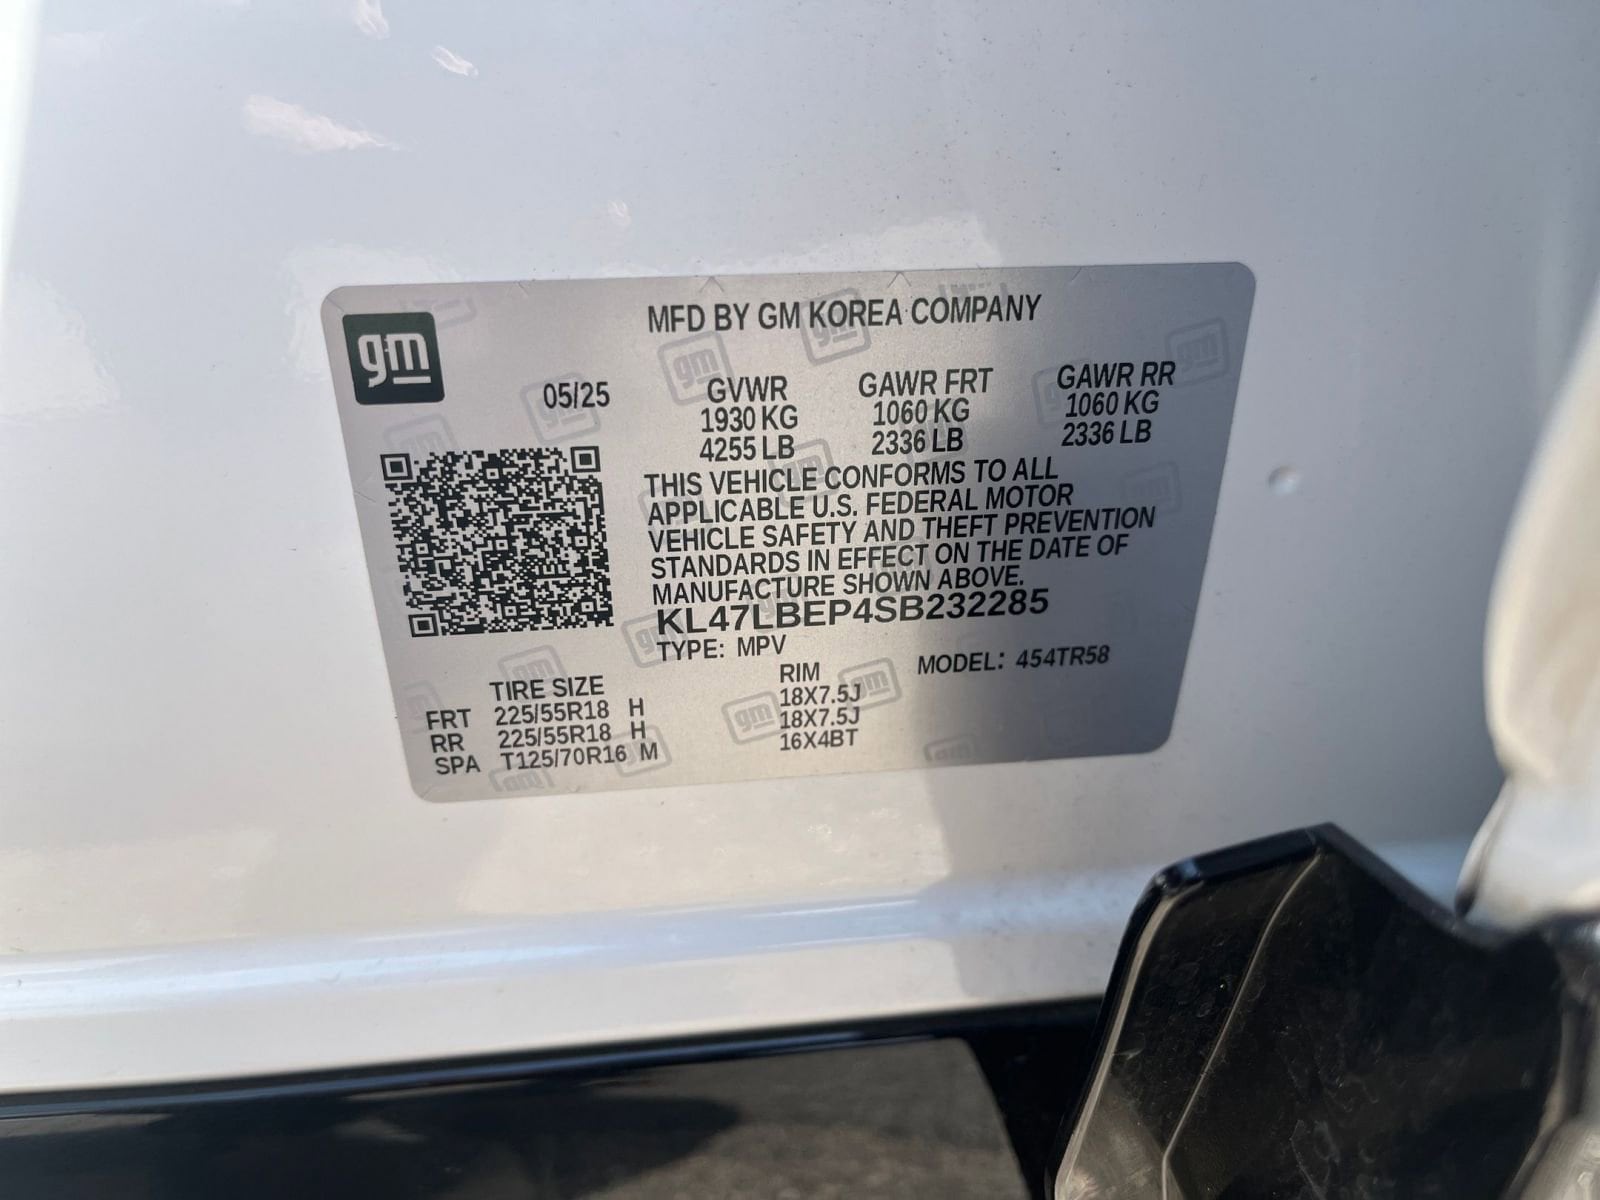 gm
MFD BY GM KOREA COMPANY
05/25
GVWR GAWR FRT GAWR RR
1930 KG 1060 KG 1060 KG
4255 LB 2336 LB 2336 LB
THIS VEHICLE CONFORMS TO ALL
APPLICABLE U.S. FEDERAL MOTOR
VEHICLE SAFETY AND THEFT PREVENTION
STANDARDS IN EFFECT ON THE DATE OF
MANUFACTURE SHOWN ABOVE.
KL47LBEP4SB232285
TYPE: MPV MODEL: 454TR58
TIRE SIZE RIM
FRT 225/55R18 H 18X7.5J
RR 225/55R18 H 18X7.5J
SPA T125/70R16 M 16X4BT